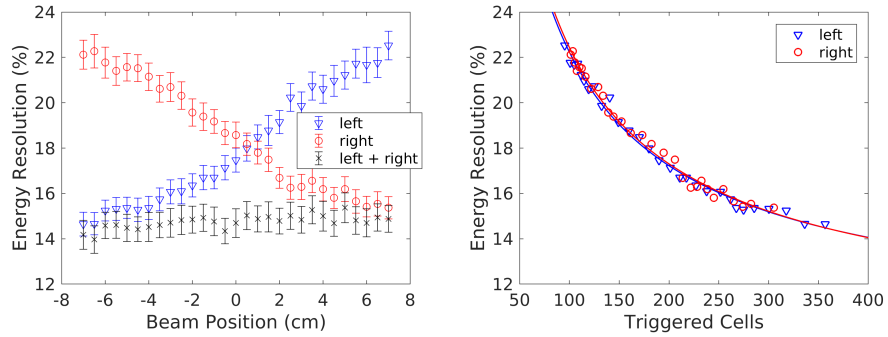 24
22
20
18
16
14
12
Energy Resolution (%)
left
right
left + right
-8 -6 -4 -2 0 2 4 6 8
Beam Position (cm)
24
22
20
18
16
14
12
Energy Resolution (%)
left
right
50 100 150 200 250 300 350 400
Triggered Cells